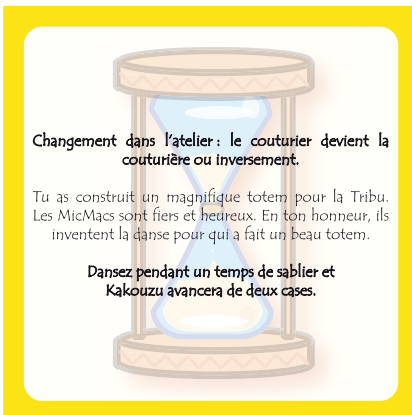 Changement dans l'atelier : le couturier devient la
couturière ou inversement.
Tu as construit un magnifique totem pour la Tribu.
Les MicMacs sont fiers et heureux. En ton honneur, ils
inventent la danse pour qui a fait un beau totem.
Dansez pendant un temps de sablier et
Kakouzu avancera de deux cases.